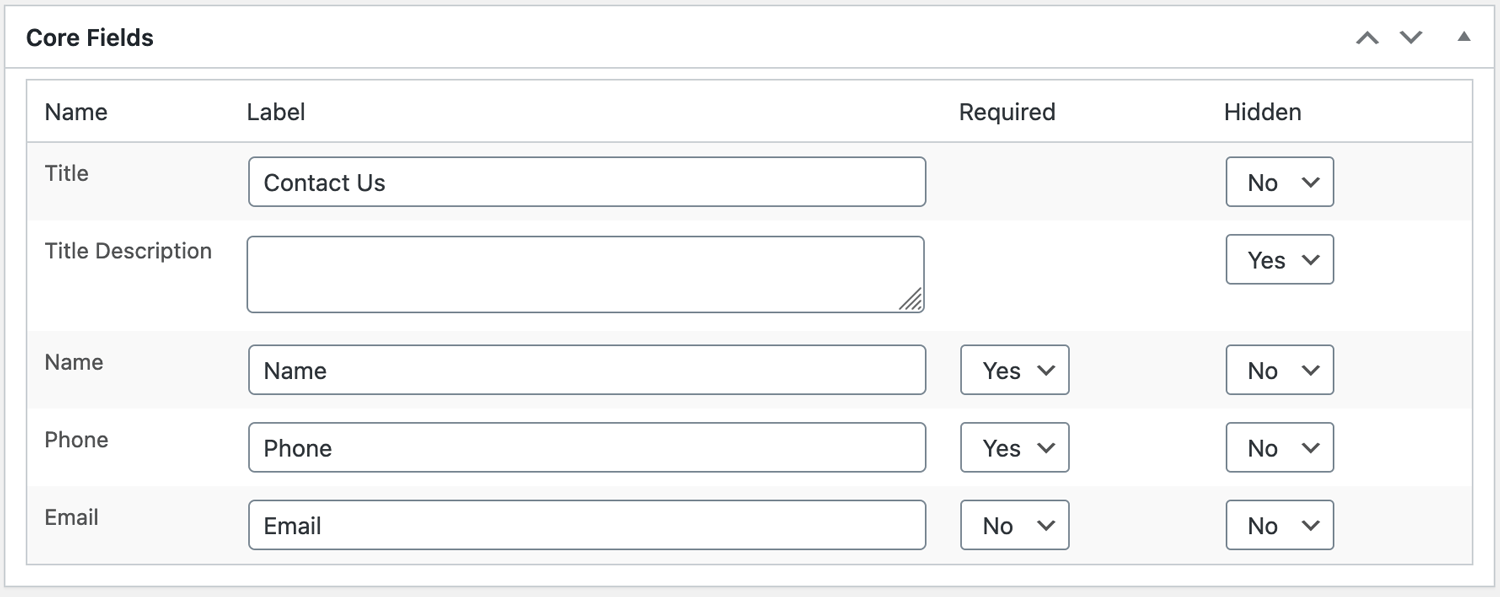 Core Fields
Name Label Required Hidden
Title Contact Us No
Title Description Yes
Name Name Yes No
Phone Phone Yes No
Email Email No No